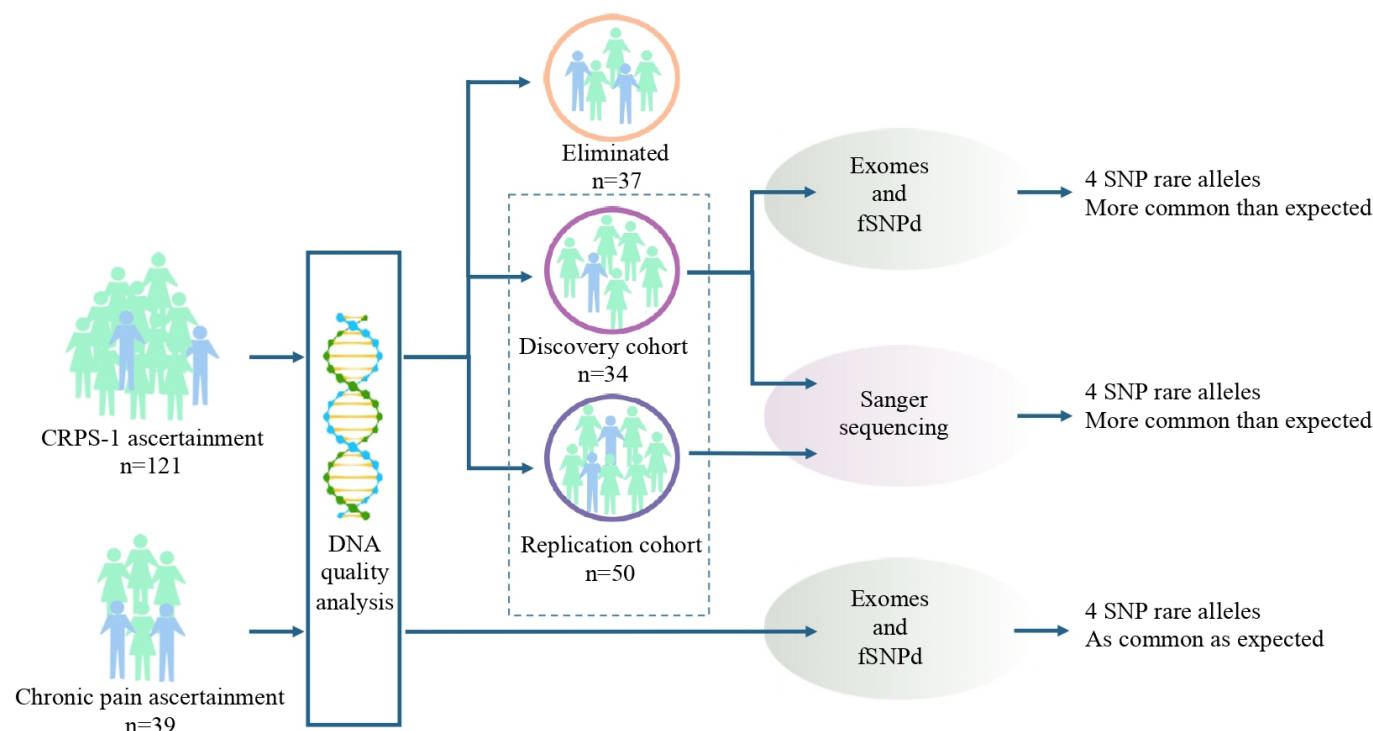 Eliminated
n=37
Exomes
and
fSNPd
4 SNP rare alleles
More common than expected
CRPS-1 ascertainment
n=121
DNA
quality
analysis
Discovery cohort
n=34
Sanger
sequencing
4 SNP rare alleles
More common than expected
Replication cohort
n=50
Chronic pain ascertainment
n=39
Exomes
and
fSNPd
4 SNP rare alleles
As common as expected